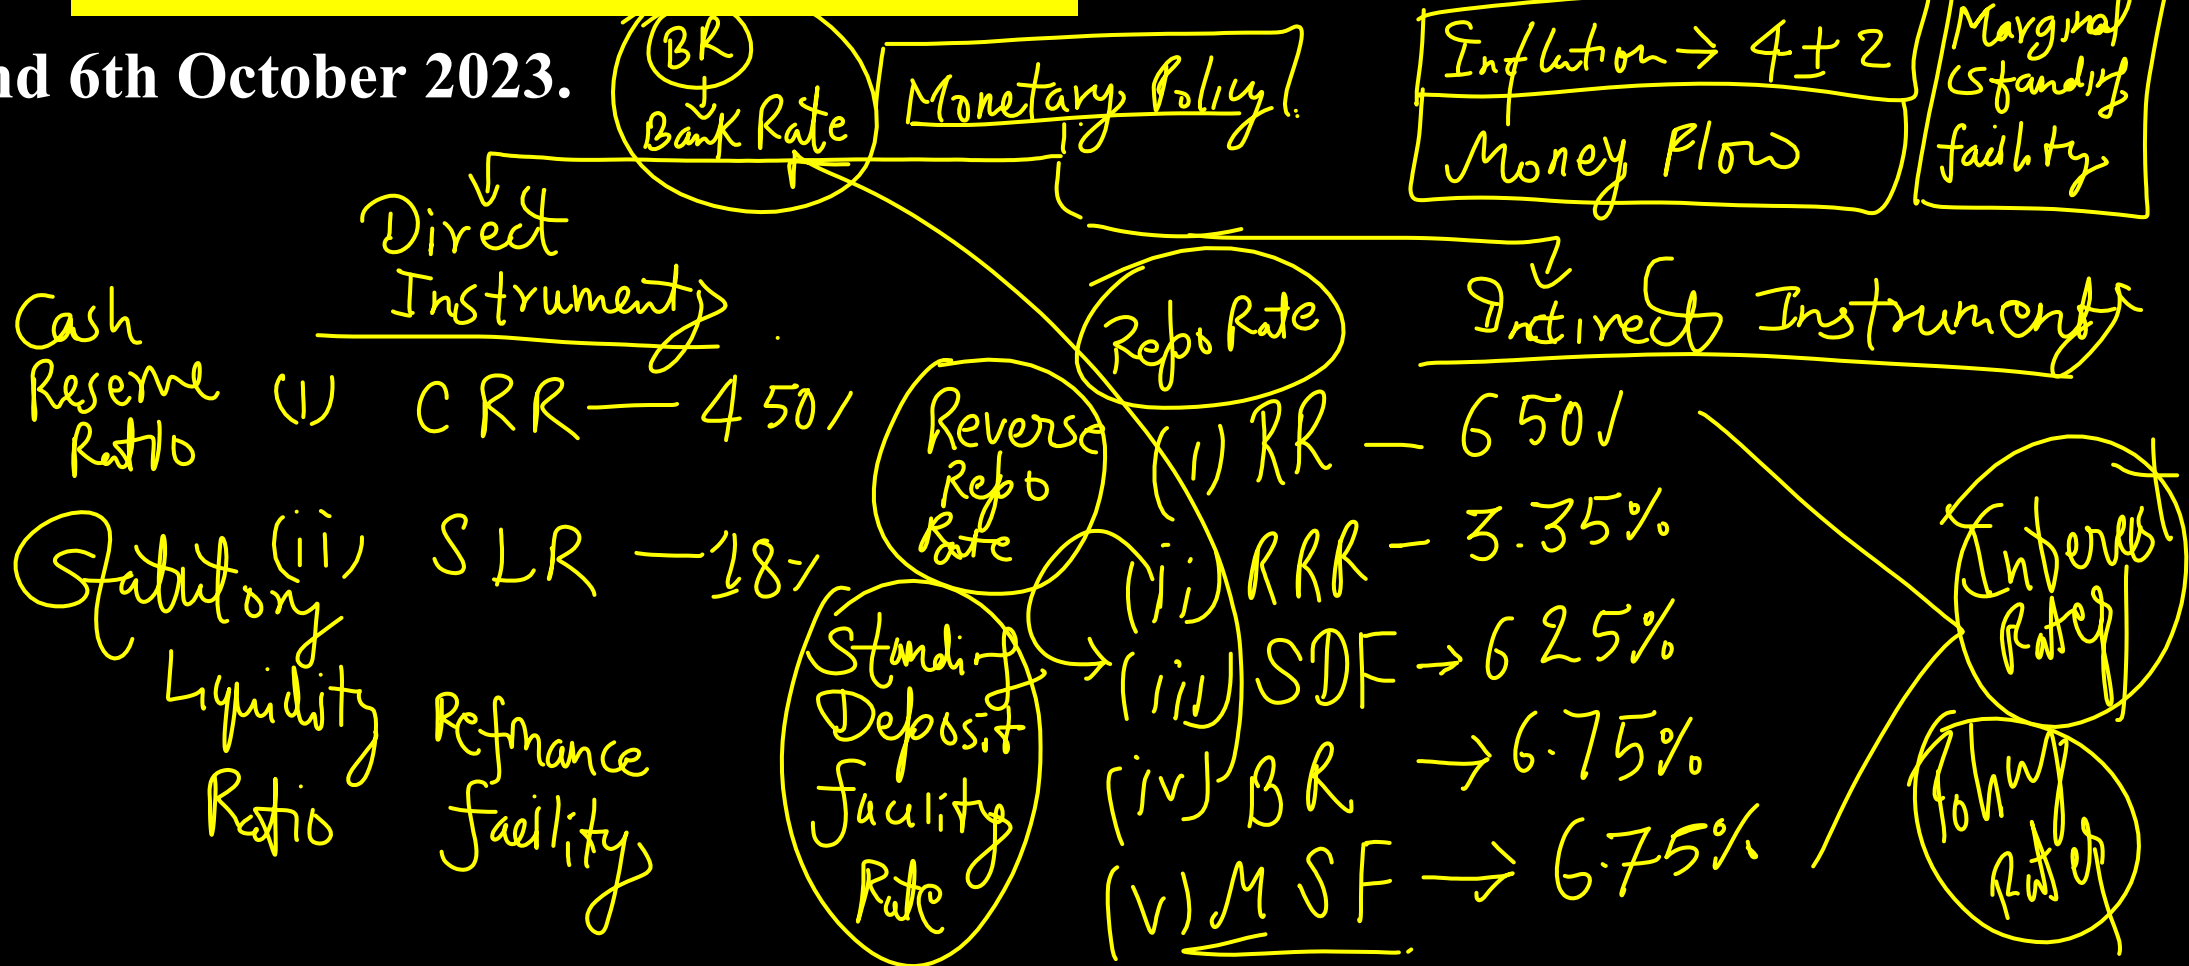 nd 6th October 2023.
BR
Bank Rate
Monetary Policy
Inflation → 4 ± 2
Money Flow
Marginal
Standing
facility
Direct
Instruments
Indirect Instruments
Cash
Reserve
Ratio
(i) CRR — 4 50%
Statutory
Liquidity
Ratio
(ii) SLR — 18%
Refinance
facility
Repo Rate
Reverse
Repo
Rate
Standing
Deposit
facility
Rate
(i) RR — 6 50%
(ii) RRR — 3.35%
(iii) SDF → 6 25%
(iv) BR → 6.75%
(v) MSF → 6.75%
Interest
Rates
Policy
Rates